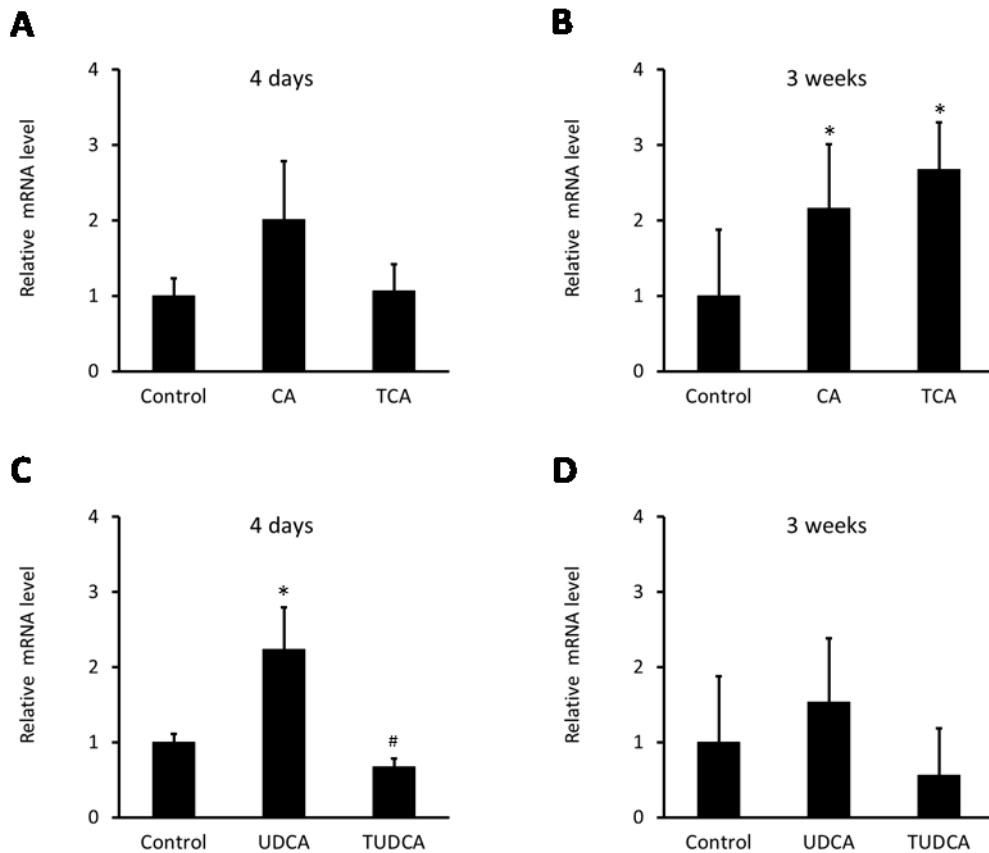 A
4 days
Relative mRNA level
4
3
2
1
0
Control CA TCA
B
3 weeks
* *
Relative mRNA level
4
3
2
1
0
Control CA TCA
C
4 days
*
#
Relative mRNA level
4
3
2
1
0
Control UDCA TUDCA
D
3 weeks
Relative mRNA level
4
3
2
1
0
Control UDCA TUDCA